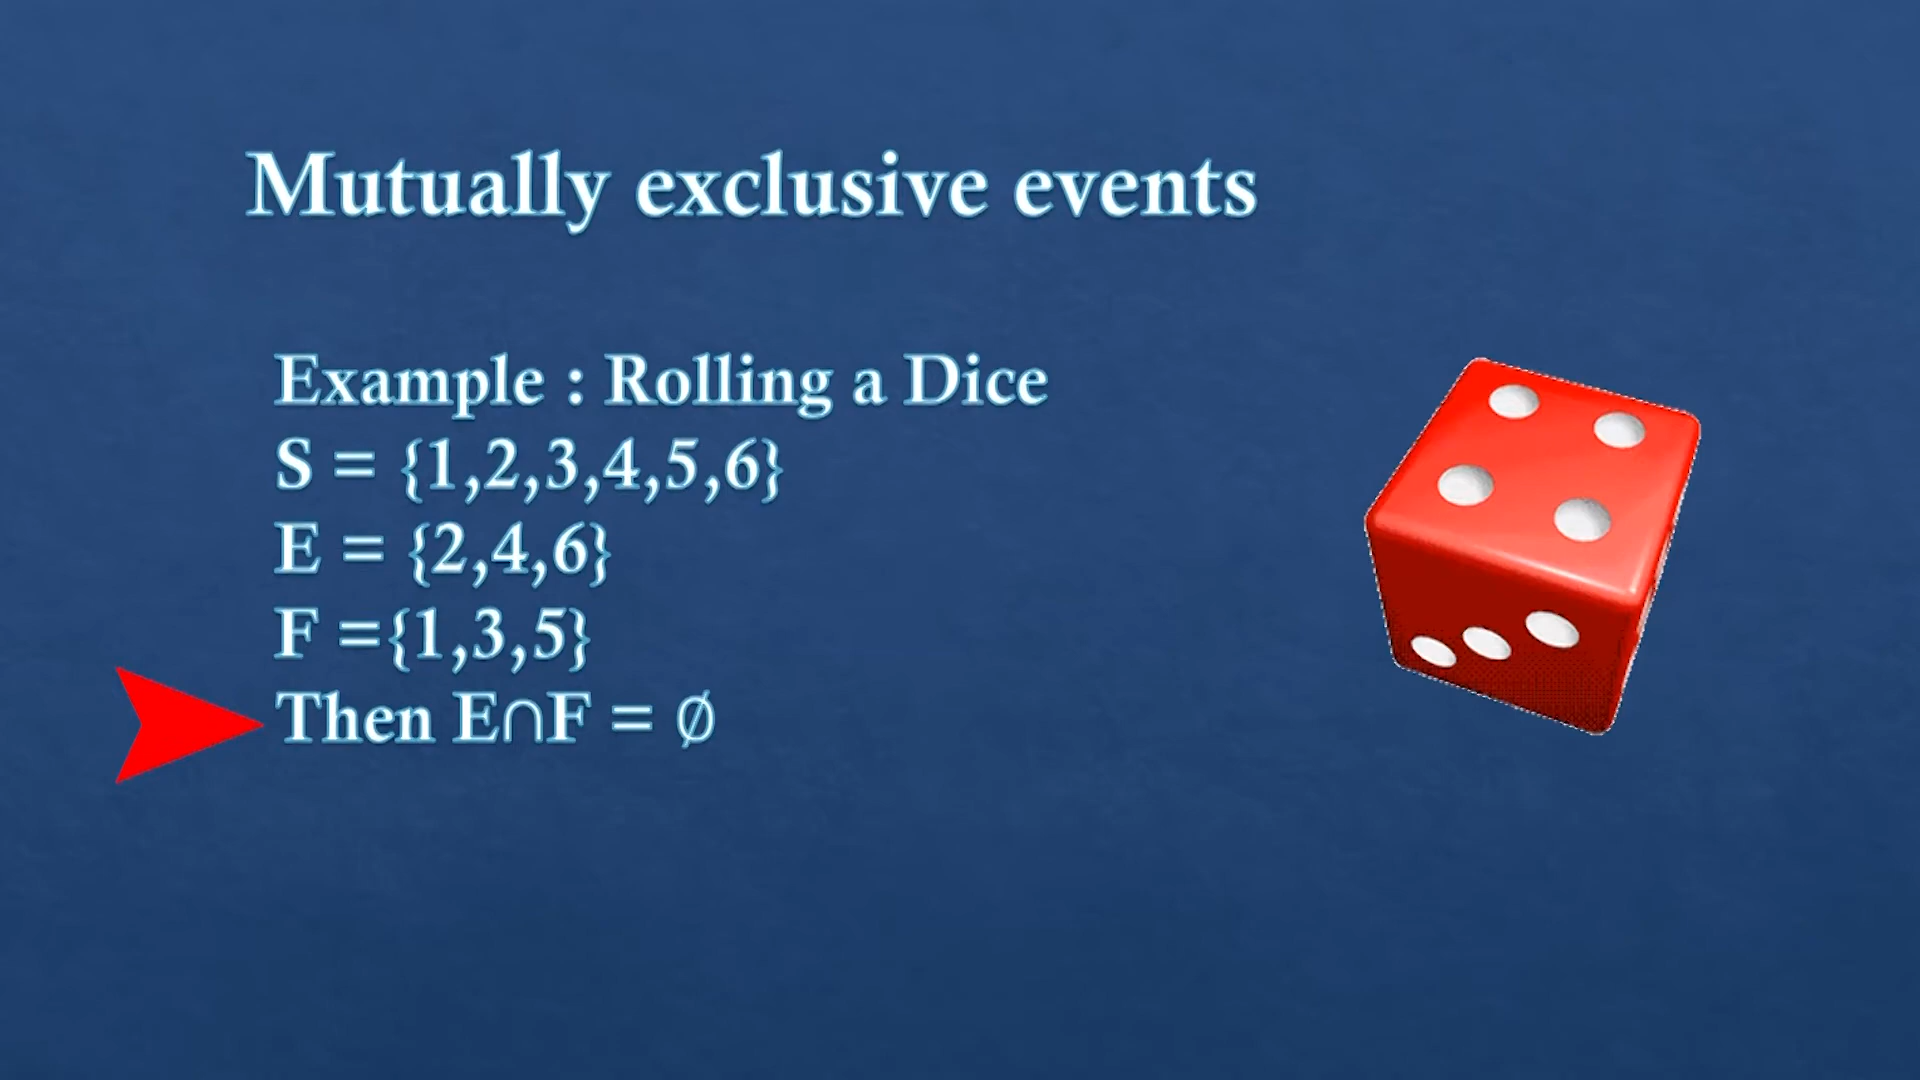 Mutually exclusive events
Example : Rolling a Dice
S = {1,2,3,4,5,6}
E = {2,4,6}
F ={1,3,5}
Then E∩F = ∅